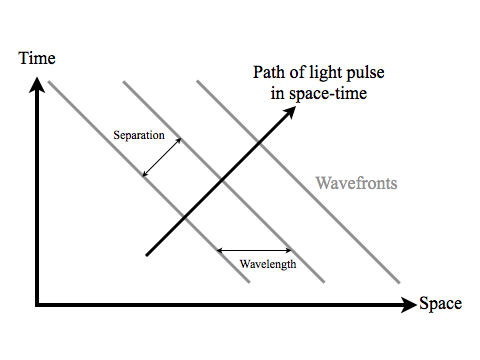 Time
Path of light pulse
in space-time
Separation
Wavefronts
Wavelength
Space